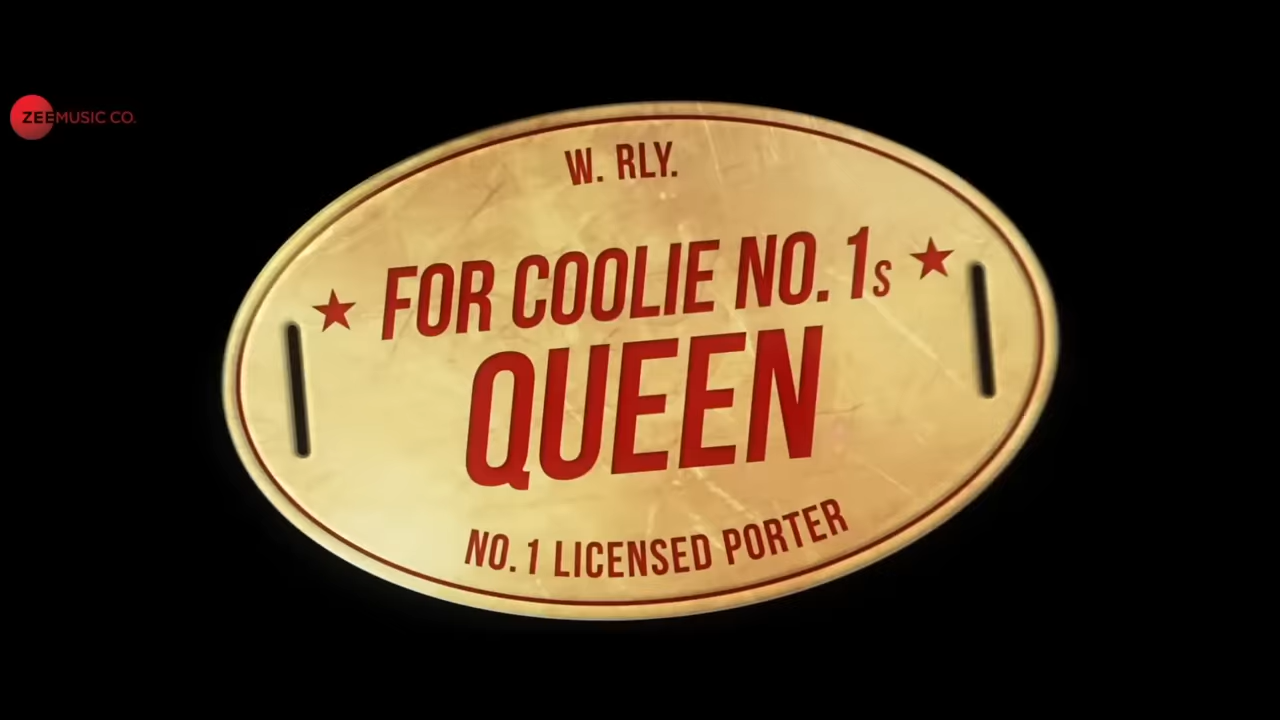 ZEEMUSIC CO.
W. RLY.
★ FOR COOLIE NO. 1s ★
QUEEN
NO. 1 LICENSED PORTER